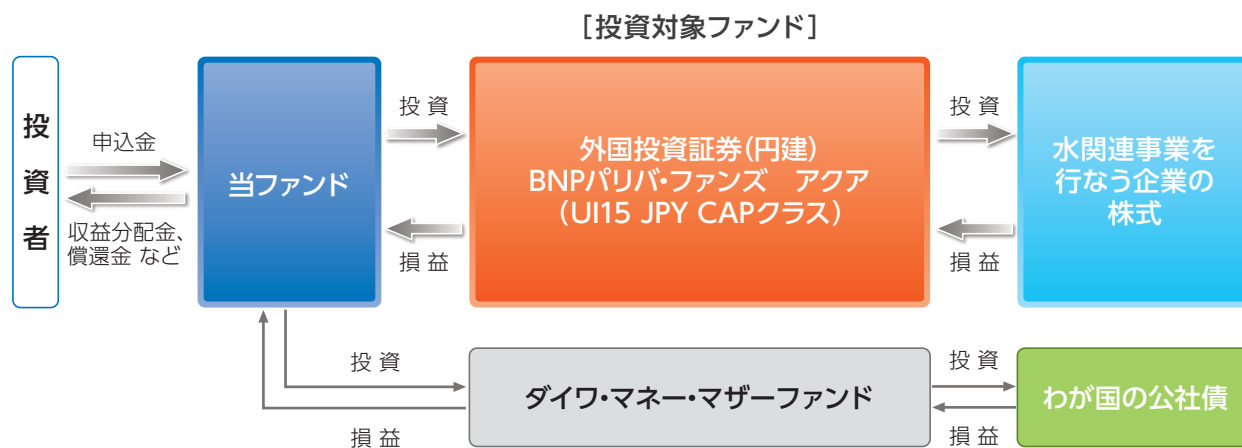 ［投資対象ファンド］
投資者
申込金
収益分配金、
償還金 など
当ファンド
投 資
損 益
外国投資証券（円建）
BNPパリバ・ファンズ　アクア
（UI15 JPY CAPクラス）
投 資
損 益
水関連事業を
行なう企業の
株式
投 資
損 益
ダイワ・マネー・マザーファンド
投 資
損 益
わが国の公社債